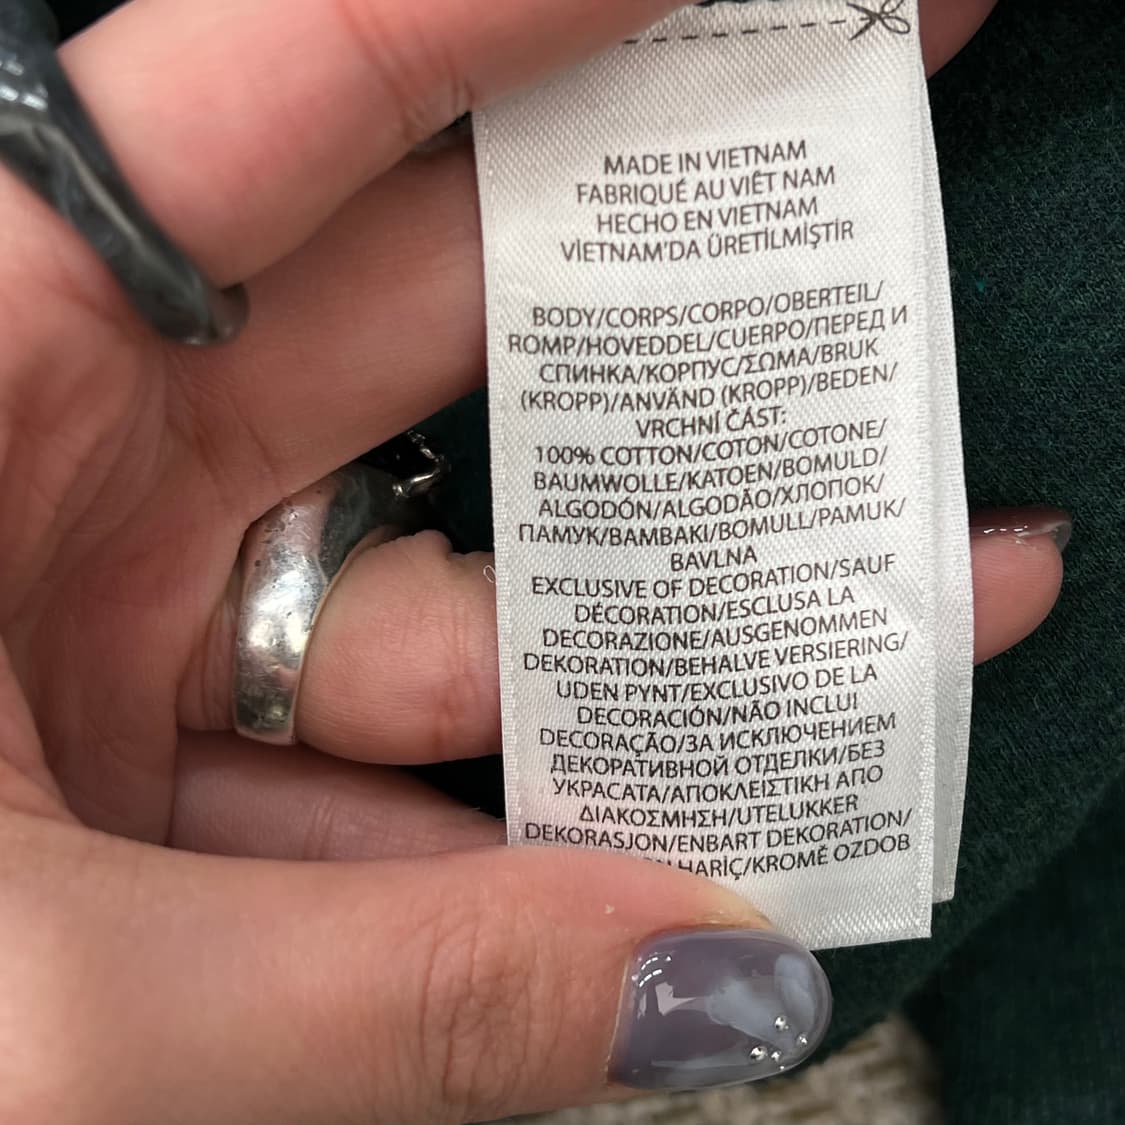 MADE IN VIETNAM
FABRIQUÉ AU VIÊT NAM
HECHO EN VIETNAM
VİETNAM'DA ÜRETİLMİŞTİR
BODY/CORPS/CORPO/OBERTEIL/
ROMP/HOVEDDEL/CUERPO/ПЕРЕД И
СПИНКА/КОРПУС/ΣΩΜΑ/BRUK
(KROPP)/ANVÄND (KROPP)/BEDEN/
VRCHNÍ ČÁST:
100% COTTON/COTON/COTONE/
BAUMWOLLE/KATOEN/BOMULD/
ALGODÓN/ALGODÃO/ХЛОПОК/
ПАМУК/ΒΑΜΒΑΚΙ/BOMULL/PAMUK/
BAVLNA
EXCLUSIVE OF DECORATION/SAUF
DÉCORATION/ESCLUSA LA
DECORAZIONE/AUSGENOMMEN
DEKORATION/BEHALVE VERSIERING/
UDEN PYNT/EXCLUSIVO DE LA
DECORACIÓN/NÃO INCLUI
DECORAÇÃO/ЗА ИСКЛЮЧЕНИЕМ
ДЕКОРАТИВНОЙ ОТДЕЛКИ/БЕЗ
УКРАСАТА/ΑΠΟΚΛΕΙΣΤΙΚΗ ΑΠΟ
ΔΙΑΚΟΣΜΗΣΗ/UTELUKKER
DEKORASJON/ENBART DEKORATION/
HARİÇ/KROMĚ OZDOB